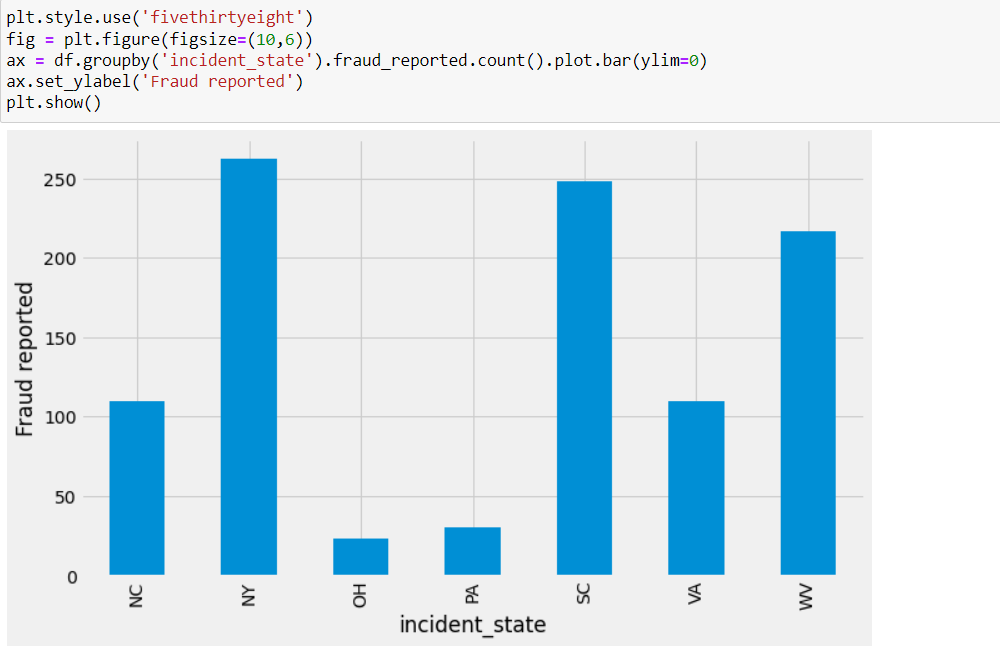 plt.style.use('fivethirtyeight')
fig = plt.figure(figsize=(10,6))
ax = df.groupby('incident_state').fraud_reported.count().plot.bar(ylim=0)
ax.set_ylabel('Fraud reported')
plt.show()
250
200
150
100
50
0
Fraud reported
NC
NY
OH
PA
SC
VA
WV
incident_state